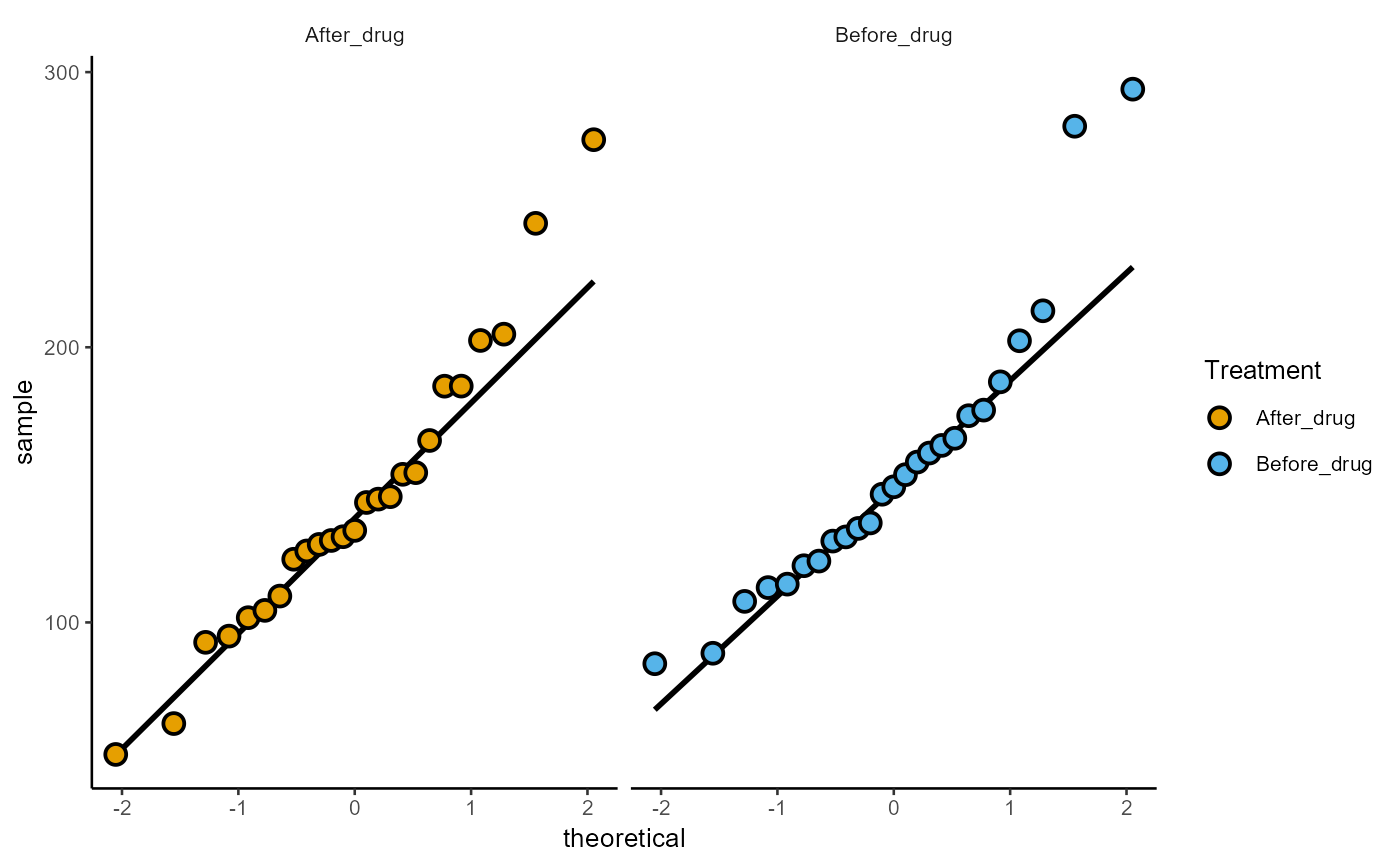 After_drug Before_drug
300
200
100
sample
-2 -1 0 1 2 -2 -1 0 1 2
theoretical
Treatment
After_drug
Before_drug